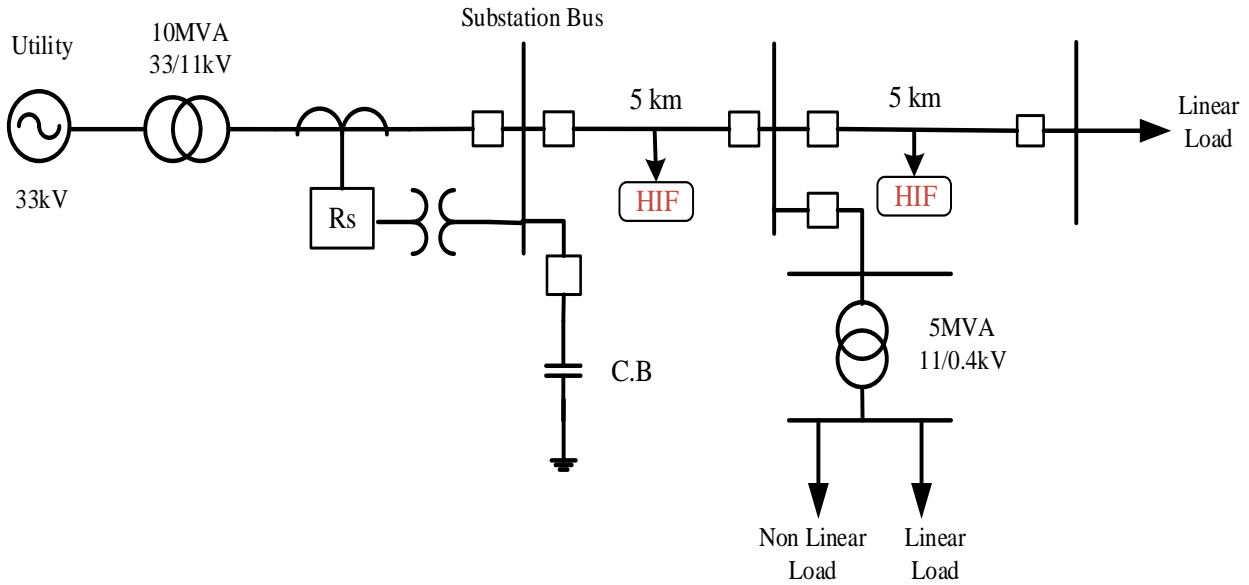 Substation Bus
Utility
10MVA
33/11kV
5 km
5 km
Linear
Load
33kV
Rs
HIF
HIF
5MVA
11/0.4kV
C.B
Non Linear
Load
Linear
Load